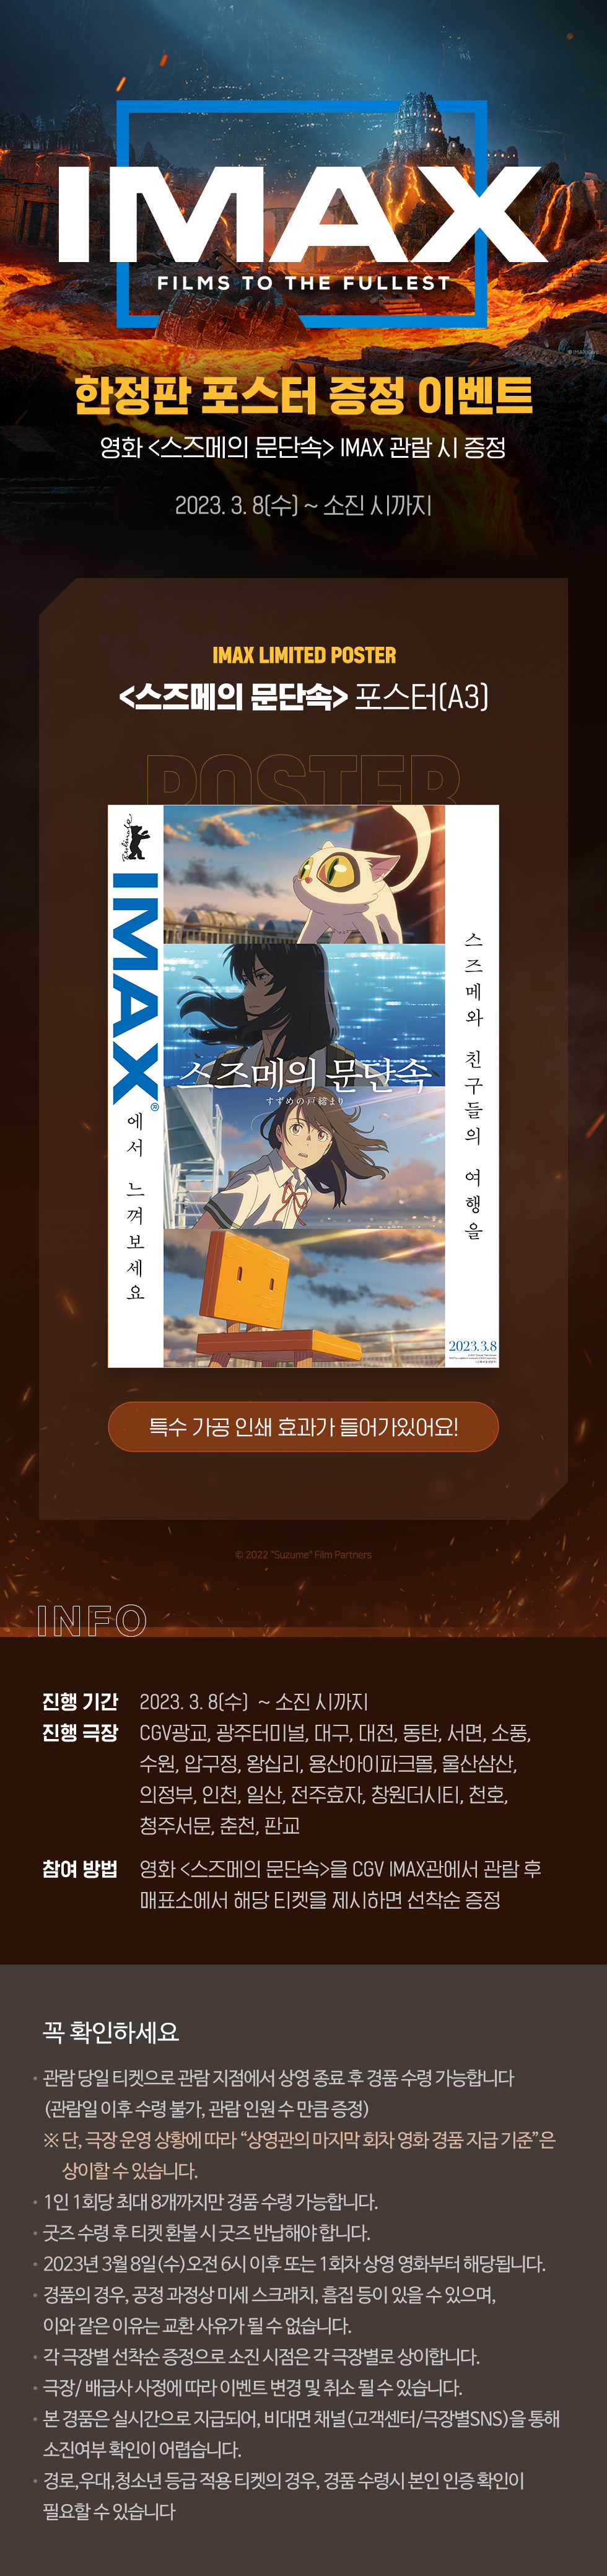 IMAX
FILMS TO THE FULLEST
한정판 포스터 증정 이벤트
영화 <스즈메의 문단속> IMAX 관람 시 증정
2023. 3. 8(수) ~ 소진 시까지
IMAX LIMITED POSTER
<스즈메의 문단속> 포스터(A3)
POSTER
Berlinale
IMAX®에서 느껴보세요
스즈메의 문단속
すずめの戸締まり
스즈메와 친구들의 여행을
2023.3.8
특수 가공 인쇄 효과가 들어가있어요!
© 2022 "Suzume" Film Partners
INFO
진행 기간 2023. 3. 8(수) ~ 소진 시까지
진행 극장 CGV광교, 광주터미널, 대구, 대전, 동탄, 서면, 소풍,
수원, 압구정, 왕십리, 용산아이파크몰, 울산삼산,
의정부, 인천, 일산, 전주효자, 창원더시티, 천호,
청주서문, 춘천, 판교
참여 방법 영화 <스즈메의 문단속>을 CGV IMAX관에서 관람 후
매표소에서 해당 티켓을 제시하면 선착순 증정
꼭 확인하세요
• 관람 당일 티켓으로 관람 지점에서 상영 종료 후 경품 수령 가능합니다
(관람일 이후 수령 불가, 관람 인원 수 만큼 증정)
※ 단, 극장 운영 상황에 따라 “상영관의 마지막 회차 영화 경품 지급 기준”은
상이할 수 있습니다.
• 1인 1회당 최대 8개까지만 경품 수령 가능합니다.
• 굿즈 수령 후 티켓 환불 시 굿즈 반납해야 합니다.
• 2023년 3월 8일(수) 오전 6시 이후 또는 1회차 상영 영화부터 해당됩니다.
• 경품의 경우, 공정 과정상 미세 스크래치, 흠집 등이 있을 수 있으며,
이와 같은 이유는 교환 사유가 될 수 없습니다.
• 각 극장별 선착순 증정으로 소진 시점은 각 극장별로 상이합니다.
• 극장/ 배급사 사정에 따라 이벤트 변경 및 취소 될 수 있습니다.
• 본 경품은 실시간으로 지급되어, 비대면 채널(고객센터/극장별SNS)을 통해
소진여부 확인이 어렵습니다.
• 경로,우대,청소년 등급 적용 티켓의 경우, 경품 수령시 본인 인증 확인이
필요할 수 있습니다